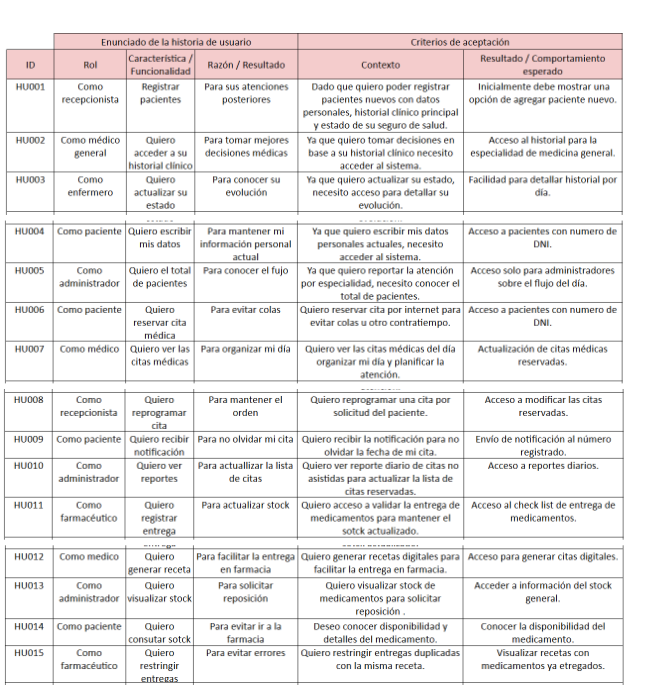 Enunciado de la historia de usuario Criterios de aceptación
ID Rol Característica / Funcionalidad Razón / Resultado Contexto Resultado / Comportamiento esperado
HU001 Como recepcionista Registrar pacientes Para sus atenciones posteriores Dado que quiero poder registrar pacientes nuevos con datos personales, historial clínico principal y estado de su seguro de salud. Inicialmente debe mostrar una opción de agregar paciente nuevo.
HU002 Como médico general Quiero acceder a su historial clínico Para tomar mejores decisiones médicas Ya que quiero tomar decisiones en base a su historial clínico necesito acceder al sistema. Acceso al historial para la especialidad de medicina general.
HU003 Como enfermero Quiero actualizar su estado Para conocer su evolución Ya que quiero actualizar su estado, necesito acceso para detallar su evolución. Facilidad para detallar historial por día.
HU004 Como paciente Quiero escribir mis datos Para mantener mi información personal actual Ya que quiero escribir mis datos personales actuales, necesito acceder al sistema. Acceso a pacientes con numero de DNI.
HU005 Como administrador Quiero el total de pacientes Para conocer el fujo Ya que quiero reportar la atención por especialidad, necesito conocer el total de pacientes. Acceso solo para administradores sobre el flujo del día.
HU006 Como paciente Quiero reservar cita médica Para evitar colas Quiero reservar cita por internet para evitar colas u otro contratiempo. Acceso a pacientes con numero de DNI.
HU007 Como médico Quiero ver las citas médicas Para organizar mi día Quiero ver las citas médicas del día organizar mi día y planificar la atención. Actualización de citas médicas reservadas.
HU008 Como recepcionista Quiero reprogramar cita Para mantener el orden Quiero reprogramar una cita por solicitud del paciente. Acceso a modificar las citas reservadas.
HU009 Como paciente Quiero recibir notificación Para no olvidar mi cita Quiero recibir la notificación para no olvidar la fecha de mi cita. Envío de notificación al número registrado.
HU010 Como administrador Quiero ver reportes Para actuallizar la lista de citas Quiero ver reporte diario de citas no asistidas para actualizar la lista de citas reservadas. Acceso a reportes diarios.
HU011 Como farmacéutico Quiero registrar entrega Para actualizar stock Quiero acceso a validar la entrega de medicamentos para mantener el sotck actualizado. Acceso al check list de entrega de medicamentos.
HU012 Como medico Quiero generar receta Para facilitar la entrega en farmacia Quiero generar recetas digitales para facilitar la entrega en farmacia. Acceso para generar citas digitales.
HU013 Como administrador Quiero visualizar stock Para solicitar reposición Quiero visualizar stock de medicamentos para solicitar reposición . Acceder a información del stock general.
HU014 Como paciente Quiero consutar sotck Para evitar ir a la farmacia Deseo conocer disponibilidad y detalles del medicamento. Conocer la disponibilidad del medicamento.
HU015 Como farmacéutico Quiero restringir entregas Para evitar errores Quiero restringir entregas duplicadas con la misma receta. Visualizar recetas con medicamentos ya etregados.